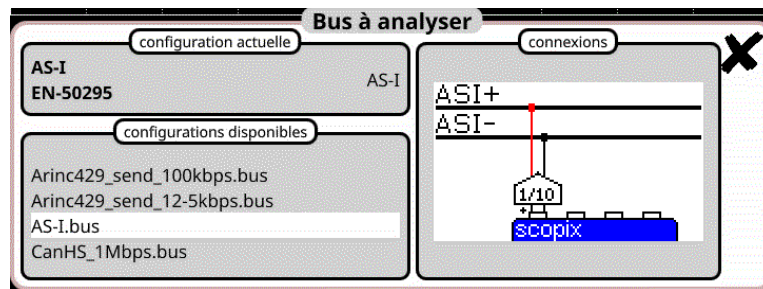 Bus à analyser
configuration actuelle
AS-I
EN-50295
AS-I
configurations disponibles
Arinc429_send_100kbps.bus
Arinc429_send_12-5kbps.bus
AS-I.bus
CanHS_1Mbps.bus
connexions
ASI+
ASI-
1/10
+
scopix